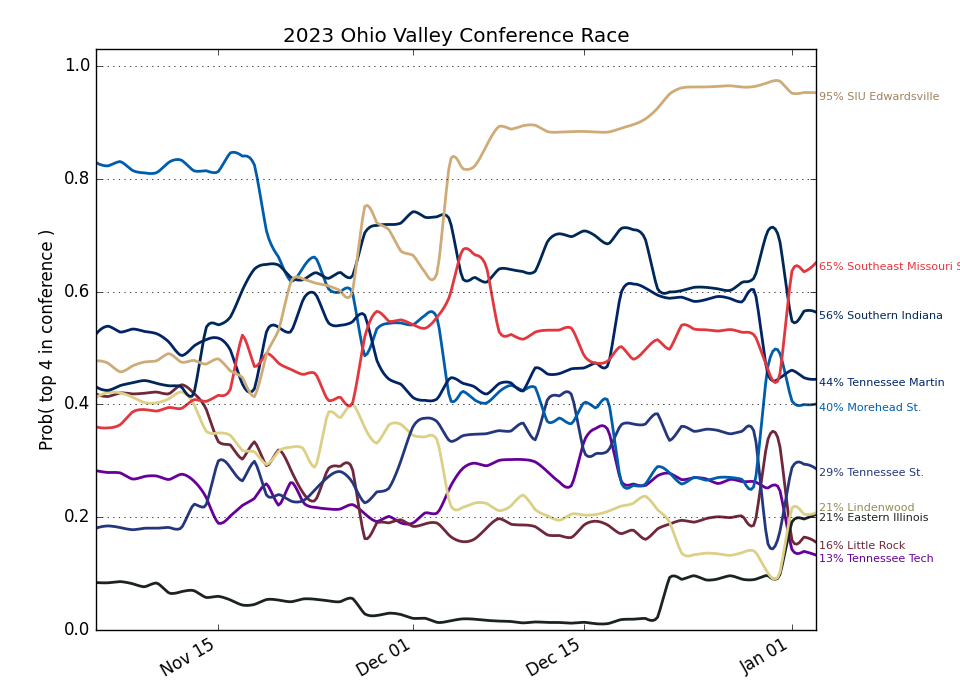 2023 Ohio Valley Conference Race
Prob( top 4 in conference )
1.0
0.8
0.6
0.4
0.2
0.0
Nov 15
Dec 01
Dec 15
Jan 01
95% SIU Edwardsville
65% Southeast Missouri S
56% Southern Indiana
44% Tennessee Martin
40% Morehead St.
29% Tennessee St.
21% Lindenwood
21% Eastern Illinois
16% Little Rock
13% Tennessee Tech